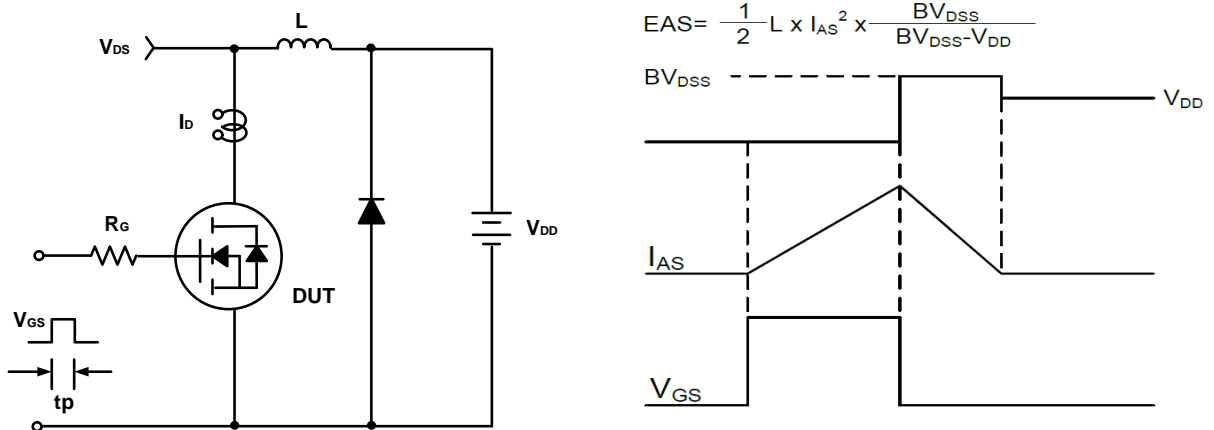 L
V_DS
I_D
R_G
V_DD
DUT
V_GS
tp
EAS= 1/2 L x I_AS^2 x BV_DSS/(BV_DSS-V_DD)
BV_DSS
V_DD
I_AS
V_GS